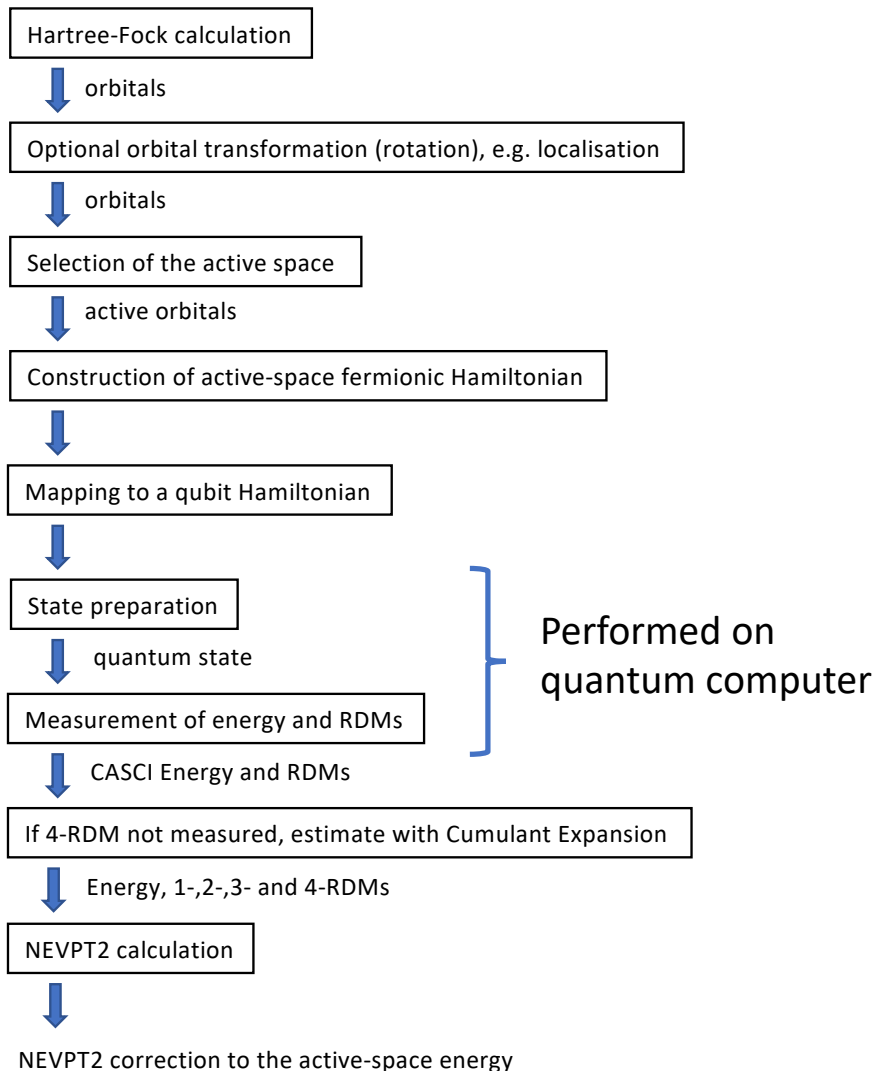 Hartree-Fock calculation
orbitals
Optional orbital transformation (rotation), e.g. localisation
orbitals
Selection of the active space
active orbitals
Construction of active-space fermionic Hamiltonian
Mapping to a qubit Hamiltonian
State preparation
quantum state
Measurement of energy and RDMs
Performed on
quantum computer
CASCI Energy and RDMs
If 4-RDM not measured, estimate with Cumulant Expansion
Energy, 1-,2-,3- and 4-RDMs
NEVPT2 calculation
NEVPT2 correction to the active-space energy